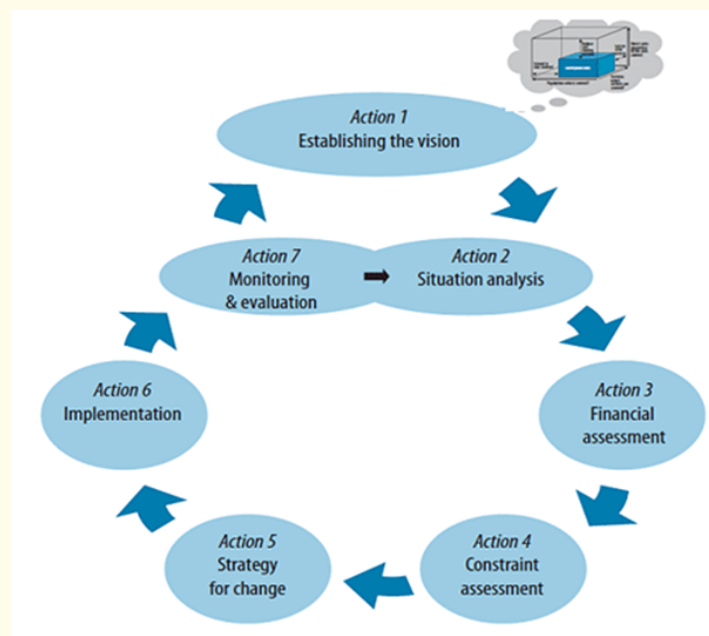 Action 1
Establishing the vision
Action 7
Monitoring
& evaluation
Action 2
Situation analysis
Action 6
Implementation
Action 3
Financial
assessment
Action 5
Strategy
for change
Action 4
Constraint
assessment